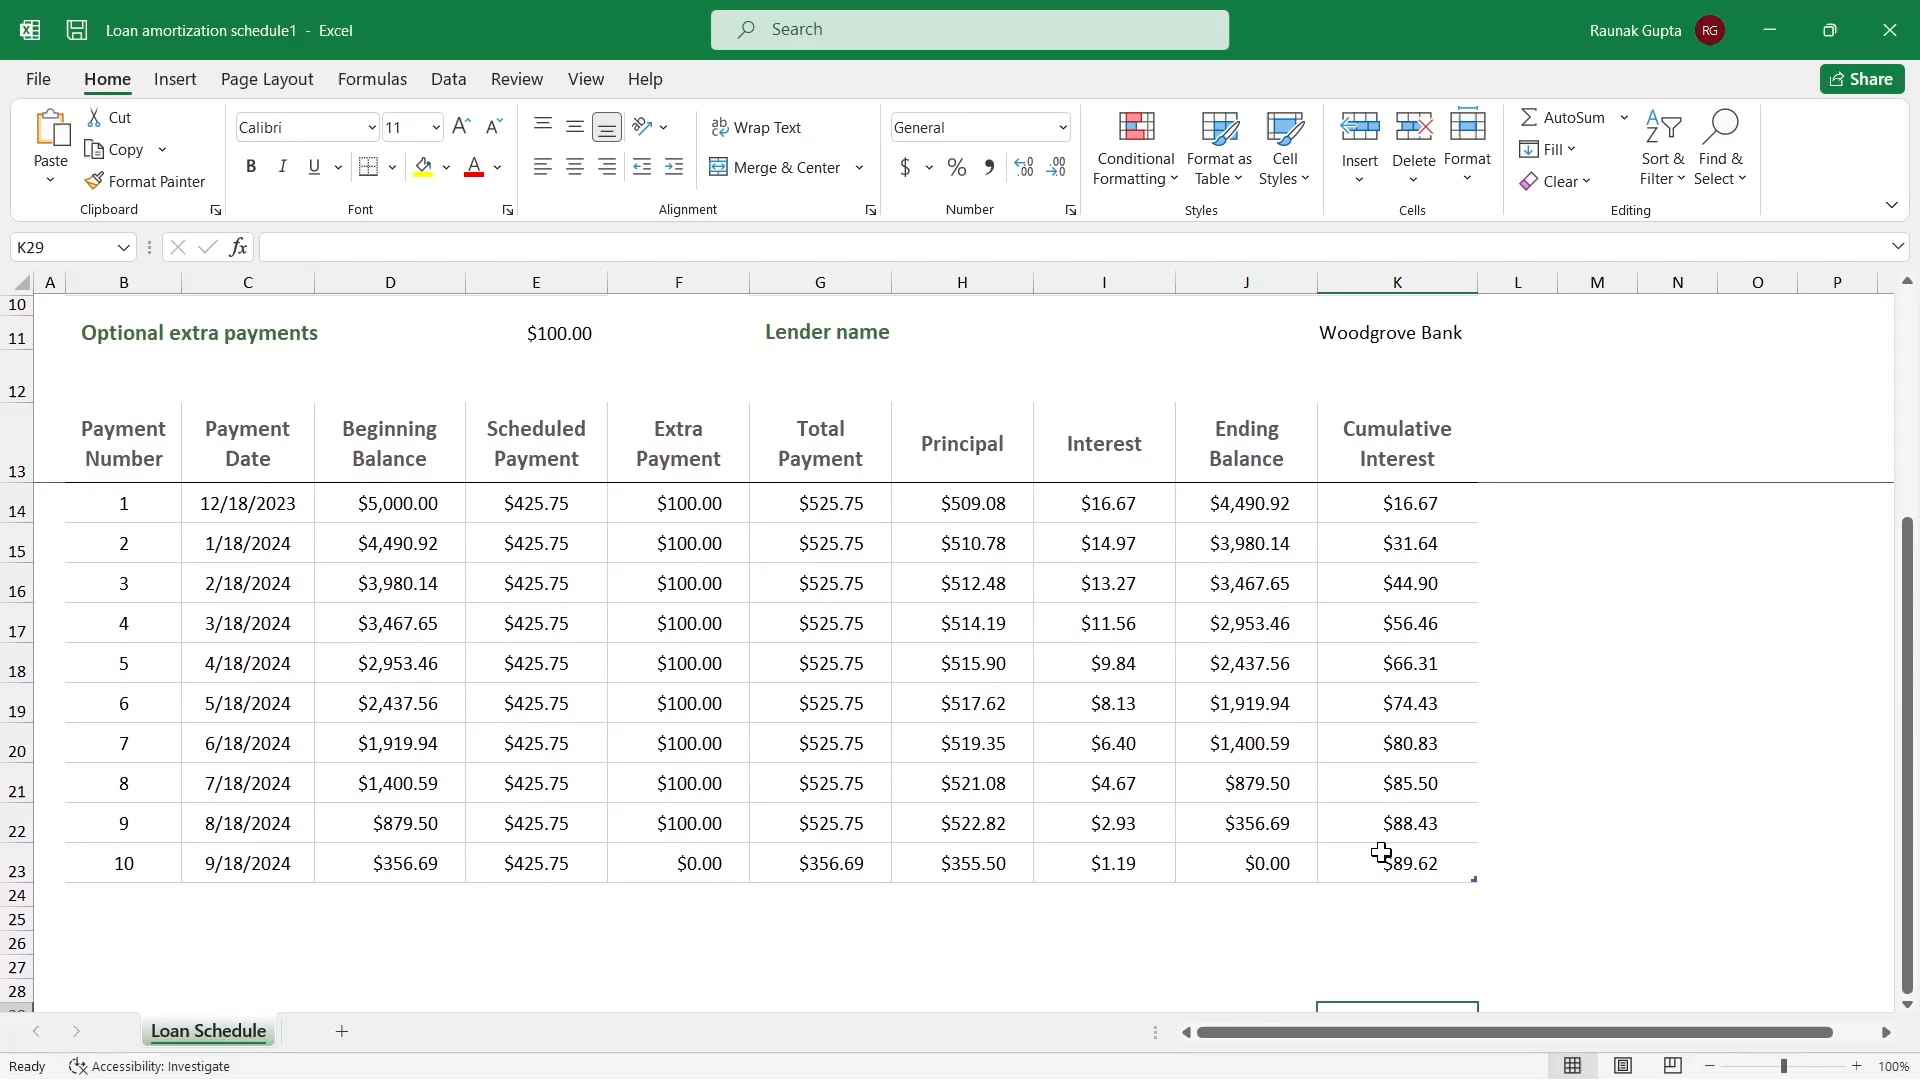 Loan amortization schedule1 - Excel
Search
Raunak Gupta RG
File Home Insert Page Layout Formulas Data Review View Help
Share
Paste
Cut
Copy
Format Painter
Clipboard
Calibri 11
B I U
Font
Wrap Text
Merge & Center
Alignment
General
$ %
Number
Conditional Formatting
Format as Table
Cell Styles
Styles
Insert Delete Format
Cells
AutoSum
Fill
Clear
Sort & Filter
Find & Select
Editing
K29
fx
A B C D E F G H I J K L M N O P
10
11 Optional extra payments $100.00 Lender name Woodgrove Bank
12
13 Payment Number Payment Date Beginning Balance Scheduled Payment Extra Payment Total Payment Principal Interest Ending Balance Cumulative Interest
14 1 12/18/2023 $5,000.00 $425.75 $100.00 $525.75 $509.08 $16.67 $4,490.92 $16.67
15 2 1/18/2024 $4,490.92 $425.75 $100.00 $525.75 $510.78 $14.97 $3,980.14 $31.64
16 3 2/18/2024 $3,980.14 $425.75 $100.00 $525.75 $512.48 $13.27 $3,467.65 $44.90
17 4 3/18/2024 $3,467.65 $425.75 $100.00 $525.75 $514.19 $11.56 $2,953.46 $56.46
18 5 4/18/2024 $2,953.46 $425.75 $100.00 $525.75 $515.90 $9.84 $2,437.56 $66.31
19 6 5/18/2024 $2,437.56 $425.75 $100.00 $525.75 $517.62 $8.13 $1,919.94 $74.43
20 7 6/18/2024 $1,919.94 $425.75 $100.00 $525.75 $519.35 $6.40 $1,400.59 $80.83
21 8 7/18/2024 $1,400.59 $425.75 $100.00 $525.75 $521.08 $4.67 $879.50 $85.50
22 9 8/18/2024 $879.50 $425.75 $100.00 $525.75 $522.82 $2.93 $356.69 $88.43
23 10 9/18/2024 $356.69 $425.75 $0.00 $356.69 $355.50 $1.19 $0.00 $89.62
24
25
26
27
28
Loan Schedule
Ready Accessibility: Investigate
100%